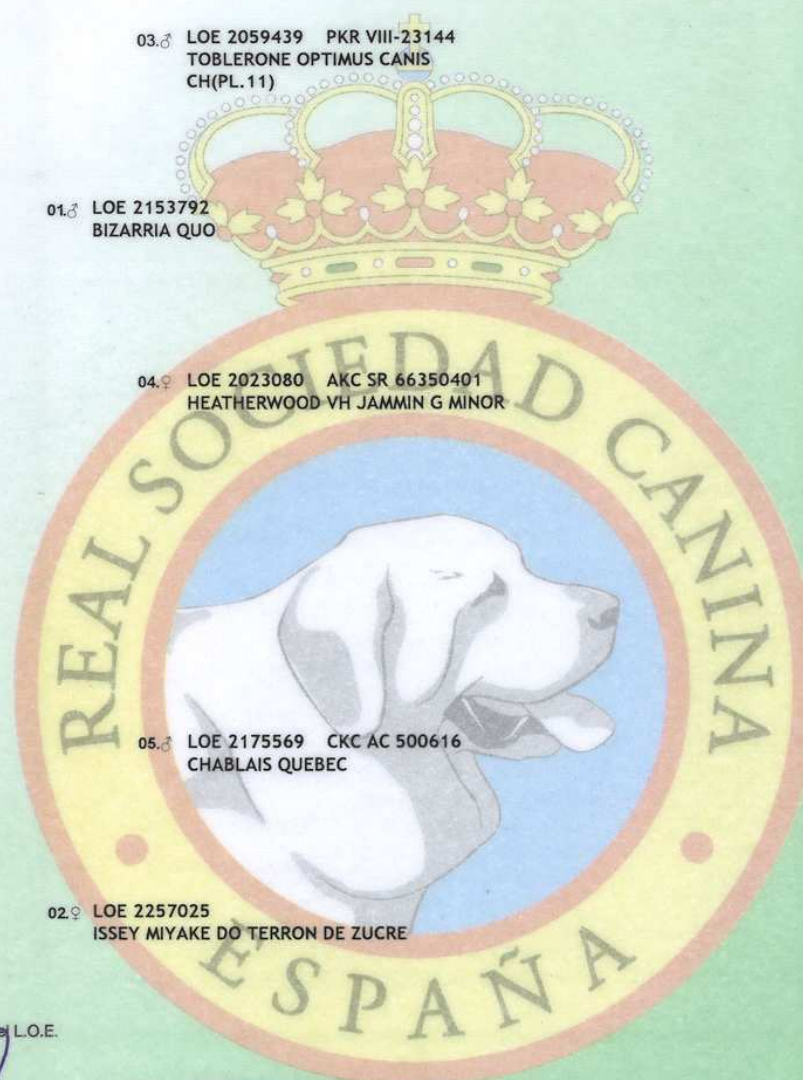 03.♂ LOE 2059439 PKR VIII-23144
TOBLERONE OPTIMUS CANIS
CH(PL.11)
01.♂ LOE 2153792
BIZARRIA QUO
04.♀ LOE 2023080 AKC SR 66350401
HEATHERWOOD VH JAMMIN G MINOR
REAL SOCIEDAD CANINA
05.♂ LOE 2175569 CKC AC 500616
CHABLAIS QUEBEC
02.♀ LOE 2257025
ISSEY MIYAKE DO TERRON DE ZUCRE
ESPAÑA
L.O.E.